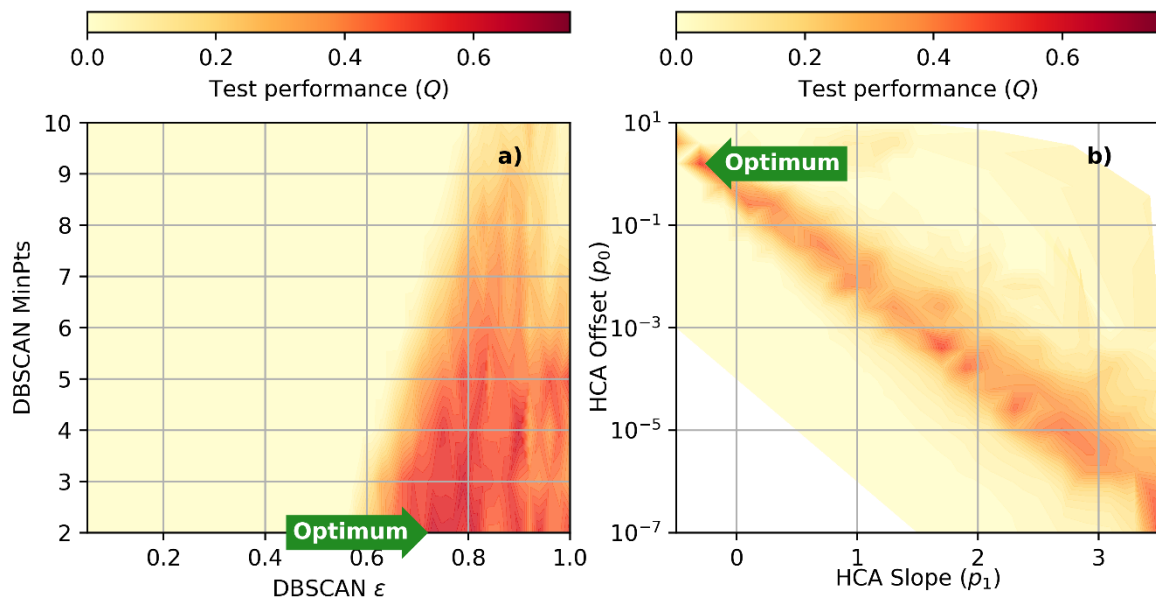 0.0 0.2 0.4 0.6
Test performance (Q)
0.0 0.2 0.4 0.6
Test performance (Q)
a)
10
9
8
7
6
5
4
3
2
DBSCAN MinPts
Optimum
0.2 0.4 0.6 0.8 1.0
DBSCAN ε
b)
Optimum
10¹
10⁻¹
10⁻³
10⁻⁵
10⁻⁷
HCA Offset (p₀)
0 1 2 3
HCA Slope (p₁)